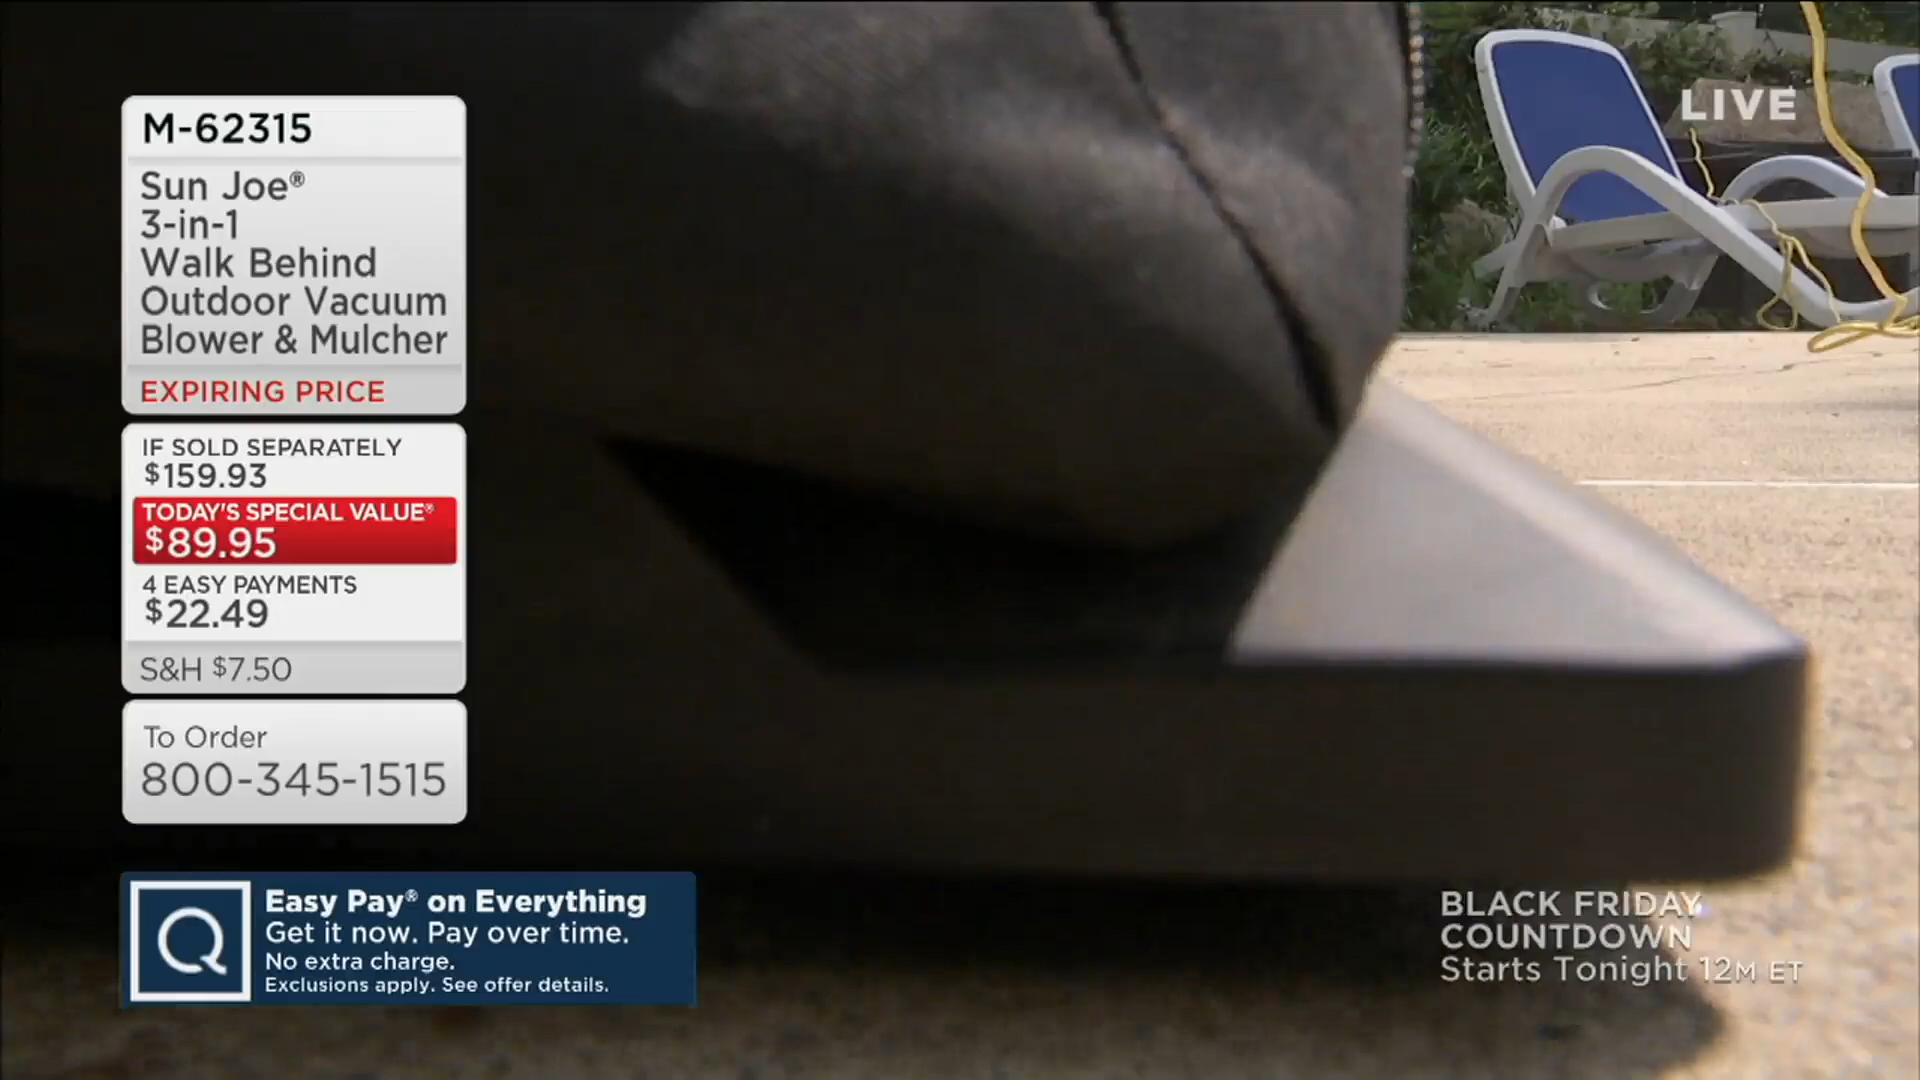 M-62315
Sun Joe®
3-in-1
Walk Behind
Outdoor Vacuum
Blower & Mulcher
EXPIRING PRICE
IF SOLD SEPARATELY
$159.93
TODAY'S SPECIAL VALUE®
$89.95
4 EASY PAYMENTS
$22.49
S&H $7.50
To Order
800-345-1515
Q
Easy Pay® on Everything
Get it now. Pay over time.
No extra charge.
Exclusions apply. See offer details.
LIVE
BLACK FRIDAY
COUNTDOWN
Starts Tonight 12M ET